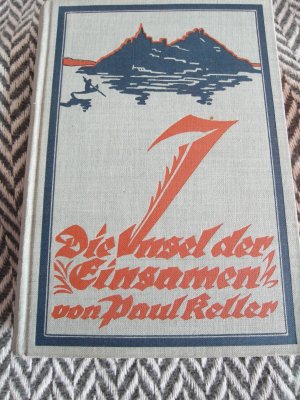 Die Insel der
Einsamen
von Paul Keller